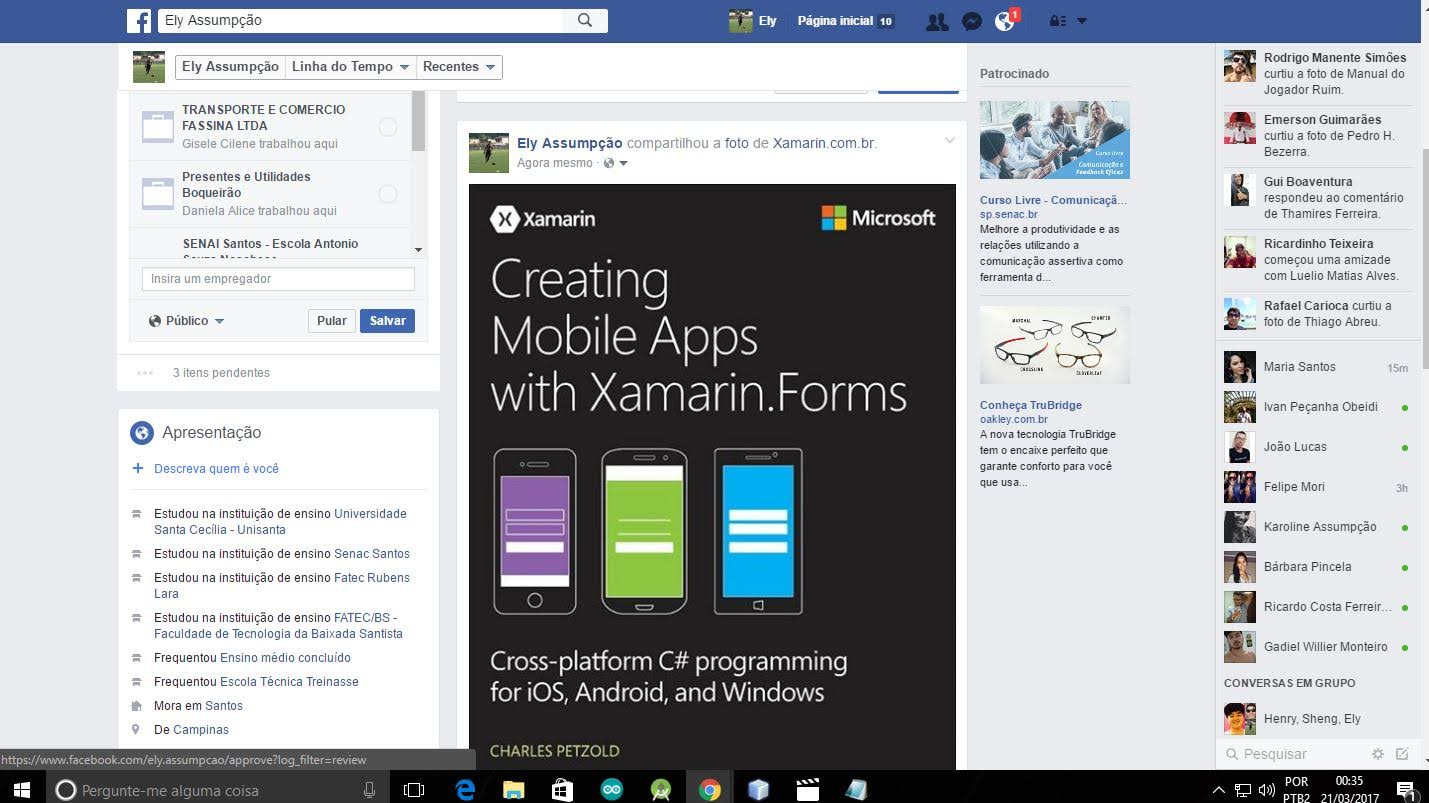 Ely Assumpção
Ely
Página inicial 10
1
Ely Assumpção
Linha do Tempo
Recentes
TRANSPORTE E COMERCIO
FASSINA LTDA
Gisele Cilene trabalhou aqui
Presentes e Utilidades
Boqueirão
Daniela Alice trabalhou aqui
SENAI Santos - Escola Antonio
Insira um empregador
Público
Pular
Salvar
3 itens pendentes
Apresentação
Descreva quem é você
Estudou na instituição de ensino Universidade
Santa Cecília - Unisanta
Estudou na instituição de ensino Senac Santos
Estudou na instituição de ensino Fatec Rubens
Lara
Estudou na instituição de ensino FATEC/BS -
Faculdade de Tecnologia da Baixada Santista
Frequentou Ensino médio concluído
Frequentou Escola Técnica Treinasse
Mora em Santos
De Campinas
https://www.facebook.com/ely.assumpcao/approve?log_filter=review
Ely Assumpção compartilhou a foto de Xamarin.com.br.
Agora mesmo ·
Xamarin
Microsoft
Creating
Mobile Apps
with Xamarin.Forms
Cross-platform C# programming
for iOS, Android, and Windows
CHARLES PETZOLD
Patrocinado
Curso Livre
Comunicação e
Feedback Eficaz
Curso Livre - Comunicaçã...
sp.senac.br
Melhore a produtividade e as
relações utilizando a
comunicação assertiva como
ferramenta d...
MARSHAL
CHAMFER
CROSSLINK
CLOVERLEAF
Conheça TruBridge
oakley.com.br
A nova tecnologia TruBridge
tem o encaixe perfeito que
garante conforto para você
que usa...
Rodrigo Manente Simões
curtiu a foto de Manual do
Jogador Ruim.
Emerson Guimarães
curtiu a foto de Pedro H.
Bezerra.
Gui Boaventura
respondeu ao comentário
de Thamires Ferreira.
Ricardinho Teixeira
começou uma amizade
com Luelio Matias Alves.
Rafael Carioca curtiu a
foto de Thiago Abreu.
Maria Santos 15m
Ivan Peçanha Obeidi
João Lucas
Felipe Mori 3h
Karoline Assumpção
Bárbara Pincela
Ricardo Costa Ferreir...
Gadiel Willier Monteiro
CONVERSAS EM GRUPO
Henry, Sheng, Ely
Pesquisar
Pergunte-me alguma coisa
POR
PTB2
00:35
21/03/2017
1